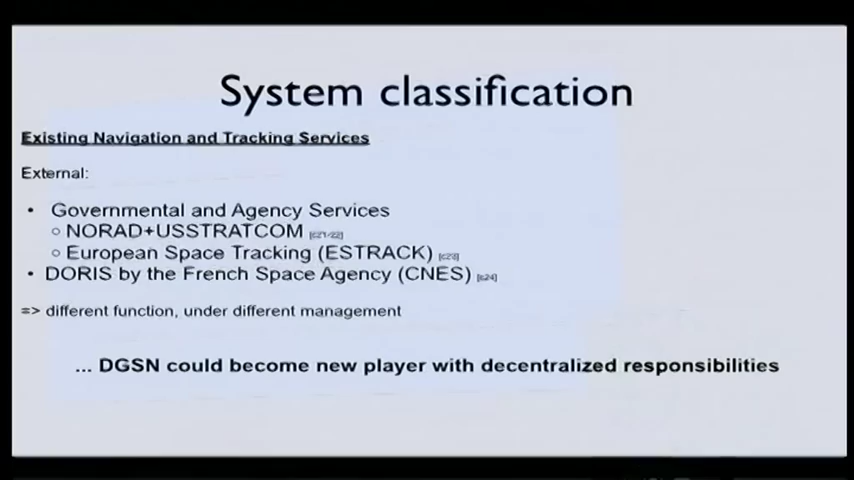 System classification
Existing Navigation and Tracking Services
External:
• Governmental and Agency Services
○ NORAD+USSTRATCOM [c21-22]
○ European Space Tracking (ESTRACK) [c23]
• DORIS by the French Space Agency (CNES) [c24]
=> different function, under different management
... DGSN could become new player with decentralized responsibilities